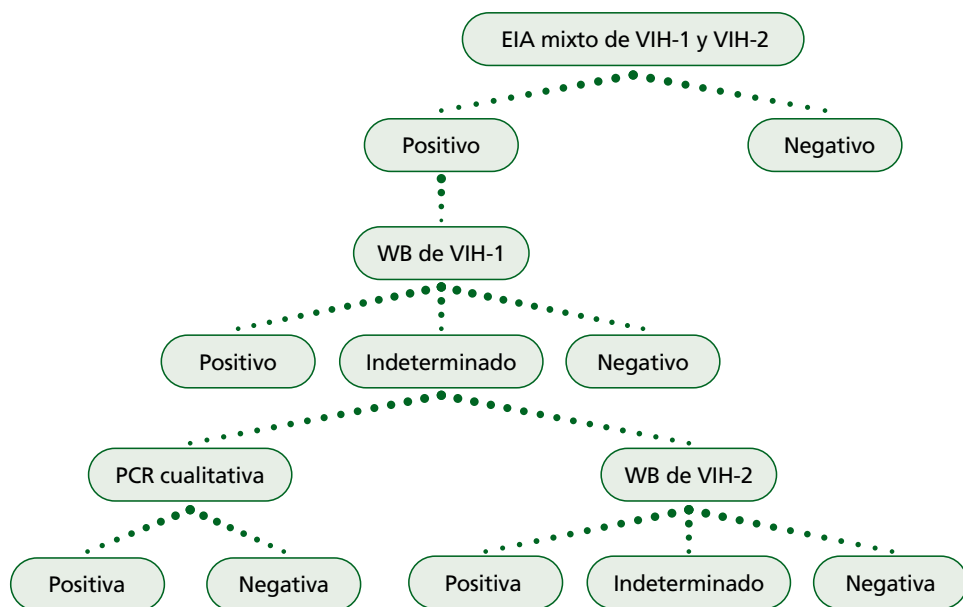 EIA mixto de VIH-1 y VIH-2
Positivo
Negativo
WB de VIH-1
Positivo
Indeterminado
Negativo
PCR cualitativa
WB de VIH-2
Positiva
Negativa
Positiva
Indeterminado
Negativa